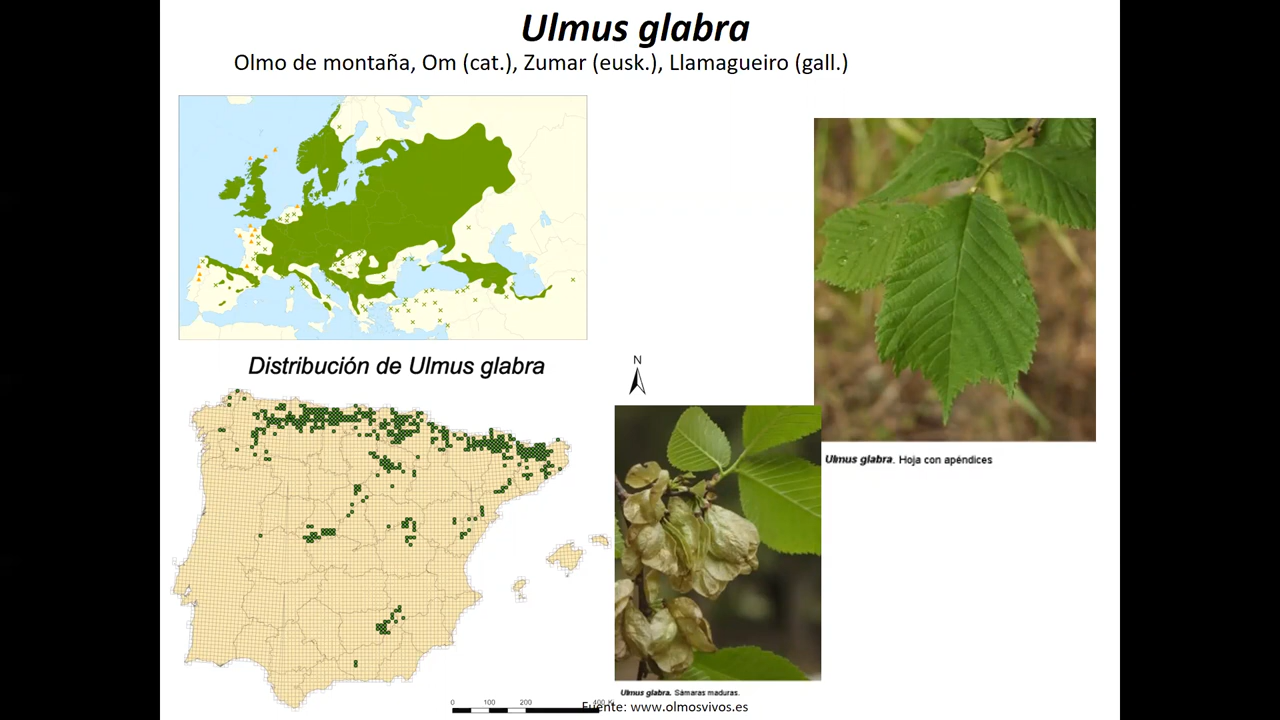 Ulmus glabra
Olmo de montaña, Om (cat.), Zumar (eusk.), Llamagueiro (gall.)
Distribución de Ulmus glabra
N
Ulmus glabra. Hoja con apéndices
Ulmus glabra. Sámaras maduras.
0 100 200
Fuente: www.olmosvivos.es